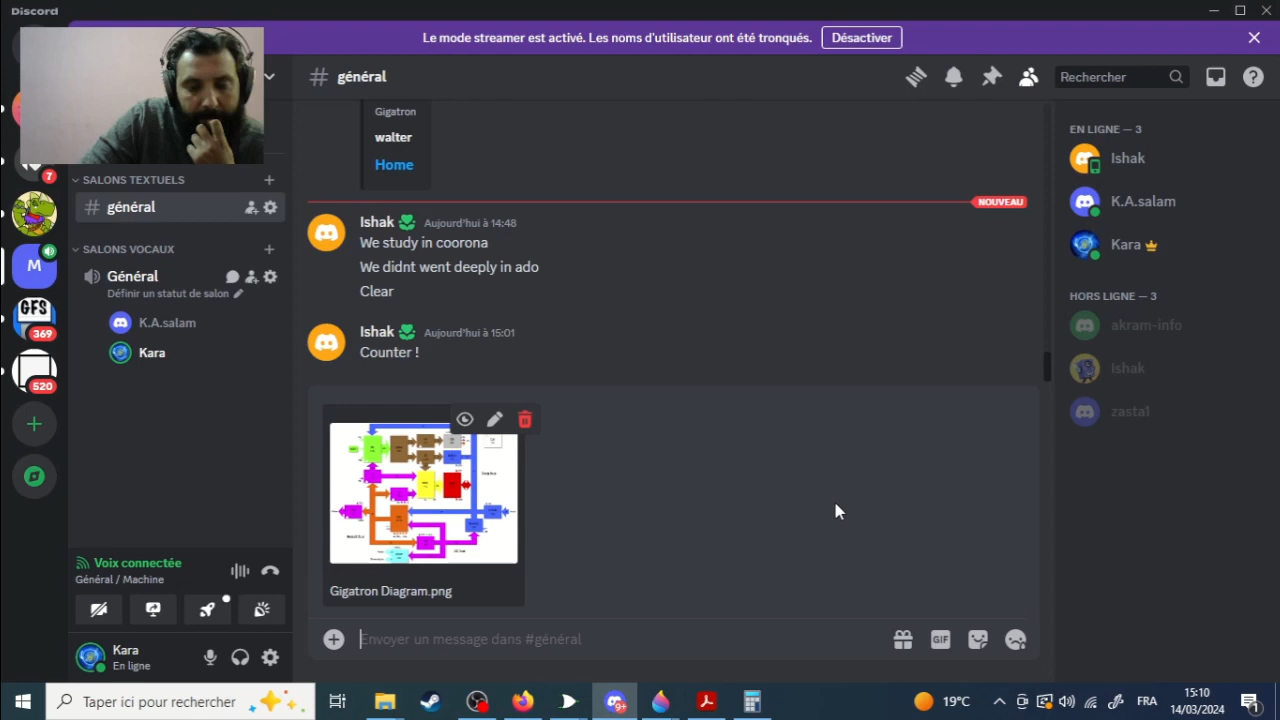 Discord
Le mode streamer est activé. Les noms d'utilisateur ont été tronqués.
Désactiver
général
Rechercher
Gigatron
walter
Home
NOUVEAU
Ishak Aujourd'hui à 14:48
We study in coorona
We didnt went deeply in ado
Clear
Ishak Aujourd'hui à 15:01
Counter !
Gigatron Diagram.png
Envoyer un message dans #général
GIF
7
SALONS TEXTUELS
général
SALONS VOCAUX
Général
Définir un statut de salon
K.A.salam
Kara
M
GFS
369
520
Voix connectée
Général / Machine
Kara
En ligne
EN LIGNE — 3
Ishak
K.A.salam
Kara
HORS LIGNE — 3
akram-info
Ishak
zasta1
Taper ici pour rechercher
9+
19°C
FRA
15:10
14/03/2024
1